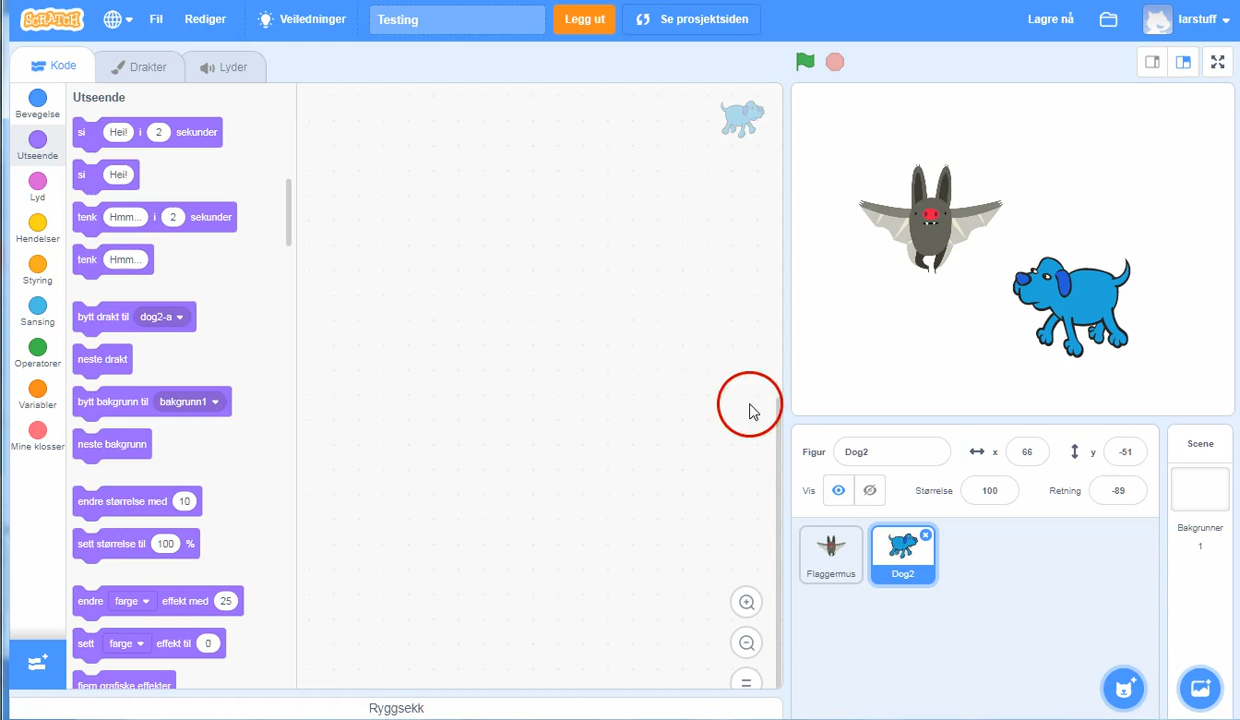 SCRATCH
Fil
Rediger
Veiledninger
Testing
Legg ut
Se prosjektsiden
Lagre nå
larstuff
Kode
Drakter
Lyder
Bevegelse
Utseende
Lyd
Hendelser
Styring
Sansing
Operatorer
Variabler
Mine klosser
Utseende
si Hei! i 2 sekunder
si Hei!
tenk Hmm... i 2 sekunder
tenk Hmm...
bytt drakt til dog2-a
neste drakt
bytt bakgrunn til bakgrunn1
neste bakgrunn
endre størrelse med 10
sett størrelse til 100 %
endre farge effekt med 25
sett farge effekt til 0
fjern grafiske effekter
Ryggsekk
Figur Dog2 x 66 y -51
Vis Størrelse 100 Retning -89
Flaggermus
Dog2
Scene
Bakgrunner
1